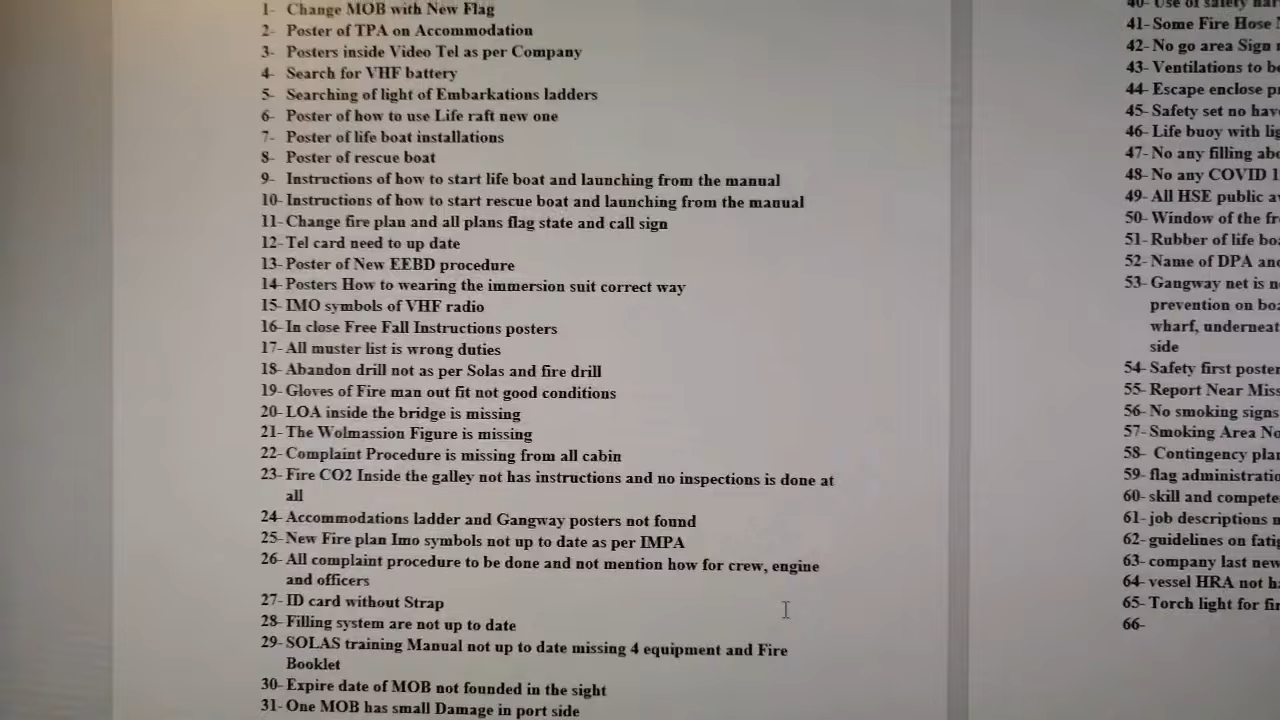 1- Change MOB with New Flag
2- Poster of TPA on Accommodation
3- Posters inside Video Tel as per Company
4- Search for VHF battery
5- Searching of light of Embarkations ladders
6- Poster of how to use Life raft new one
7- Poster of life boat installations
8- Poster of rescue boat
9- Instructions of how to start life boat and launching from the manual
10- Instructions of how to start rescue boat and launching from the manual
11- Change fire plan and all plans flag state and call sign
12- Tel card need to up date
13- Poster of New EEBD procedure
14- Posters How to wearing the immersion suit correct way
15- IMO symbols of VHF radio
16- In close Free Fall Instructions posters
17- All muster list is wrong duties
18- Abandon drill not as per Solas and fire drill
19- Gloves of Fire man out fit not good conditions
20- LOA inside the bridge is missing
21- The Wolmassion Figure is missing
22- Complaint Procedure is missing from all cabin
23- Fire CO2 Inside the galley not has instructions and no inspections is done at
all
24- Accommodations ladder and Gangway posters not found
25- New Fire plan Imo symbols not up to date as per IMPA
26- All complaint procedure to be done and not mention how for crew, engine
and officers
27- ID card without Strap
28- Filling system are not up to date
29- SOLAS training Manual not up to date missing 4 equipment and Fire
Booklet
30- Expire date of MOB not founded in the sight
31- One MOB has small Damage in port side
40- Use of safety
41- Some Fire Hose
42- No go area Sign
43- Ventilations to
44- Escape enclose
45- Safety set no
46- Life buoy with
47- No any filling
48- No any COVID
49- All HSE public
50- Window of the
51- Rubber of life
52- Name of DPA
53- Gangway net is
prevention on
wharf,
side
54- Safety first
55- Report Near
56- No smoking signs
57- Smoking Area
58- Contingency
59- flag
60- skill and
61- job descriptions
62- guidelines on
63- company last
64- vessel HRA not
65- Torch light for
66-